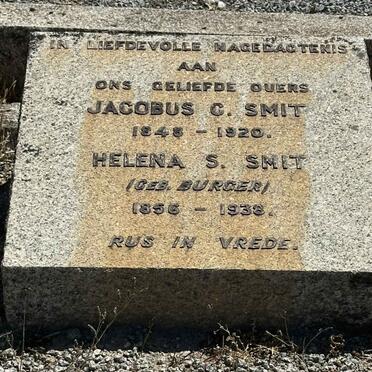 IN LIEFDEVOLLE NAGEDAGTENIS
AAN
ONS GELIEFDE OUERS
JACOBUS C. SMIT
1848 - 1920.
HELENA S. SMIT
(GEB. BURGER)
1856 - 1938.
RUS IN VREDE.